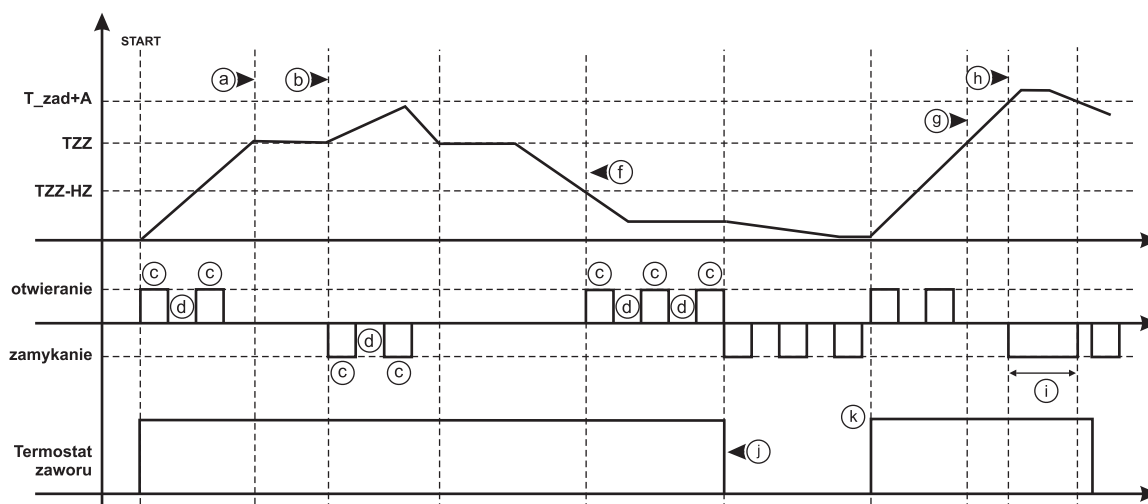 START
a
b
h
T_zad+A
g
TZZ
f
TZZ-HZ
c
c
c
c
c
otwieranie
d
d
d
d
zamykanie
c
c
i
k
Termostat
zaworu
j